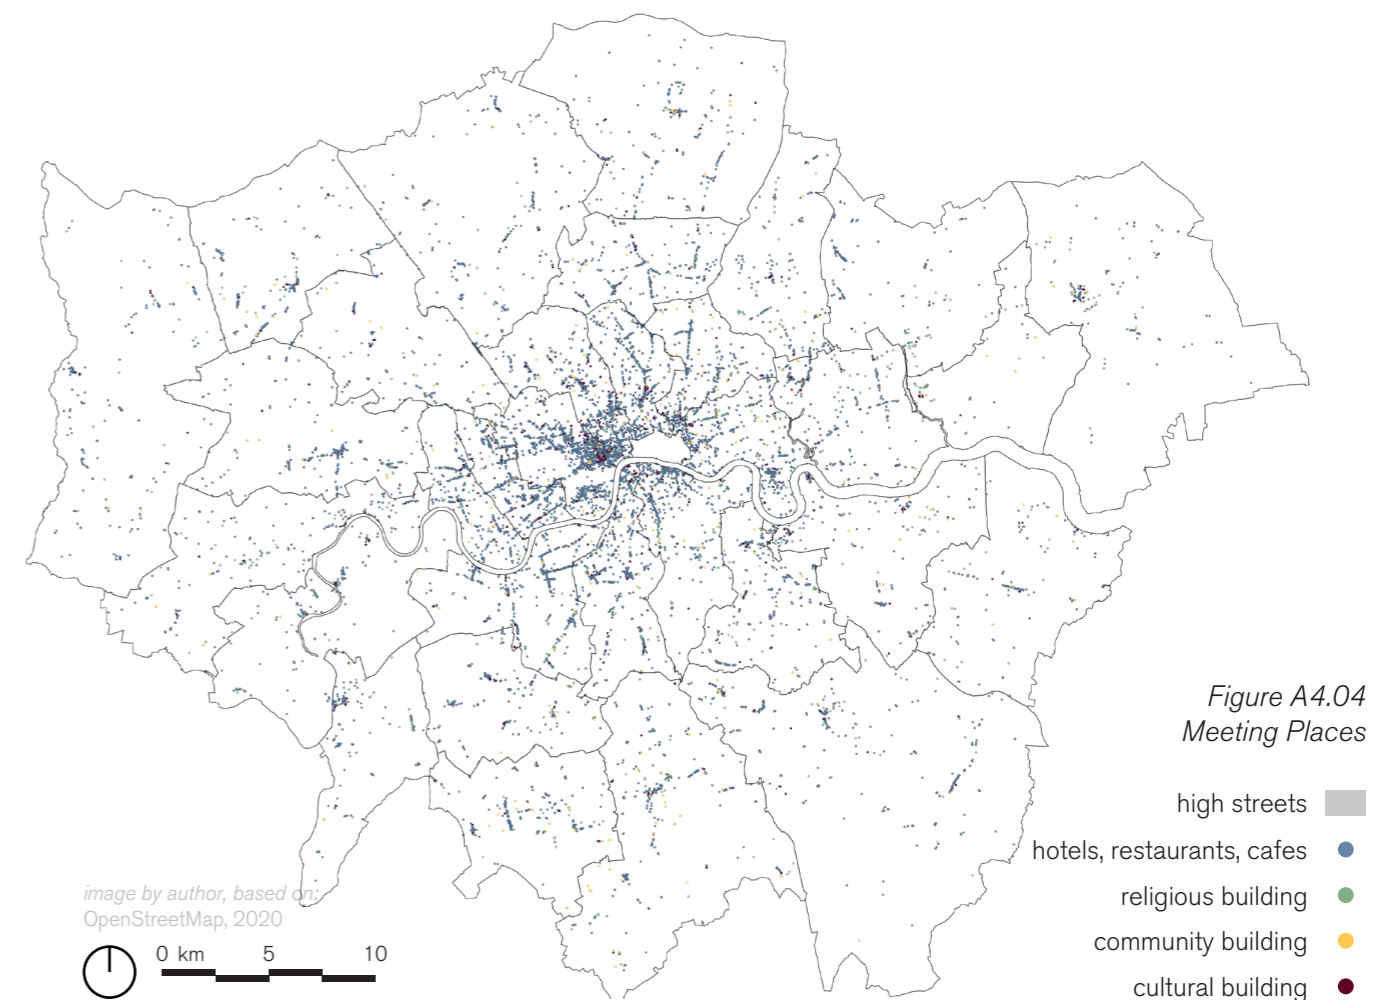 Figure A4.04
Meeting Places
high streets
hotels, restaurants, cafes
religious building
community building
cultural building
image by author, based on:
OpenStreetMap, 2020
0 km 5 10